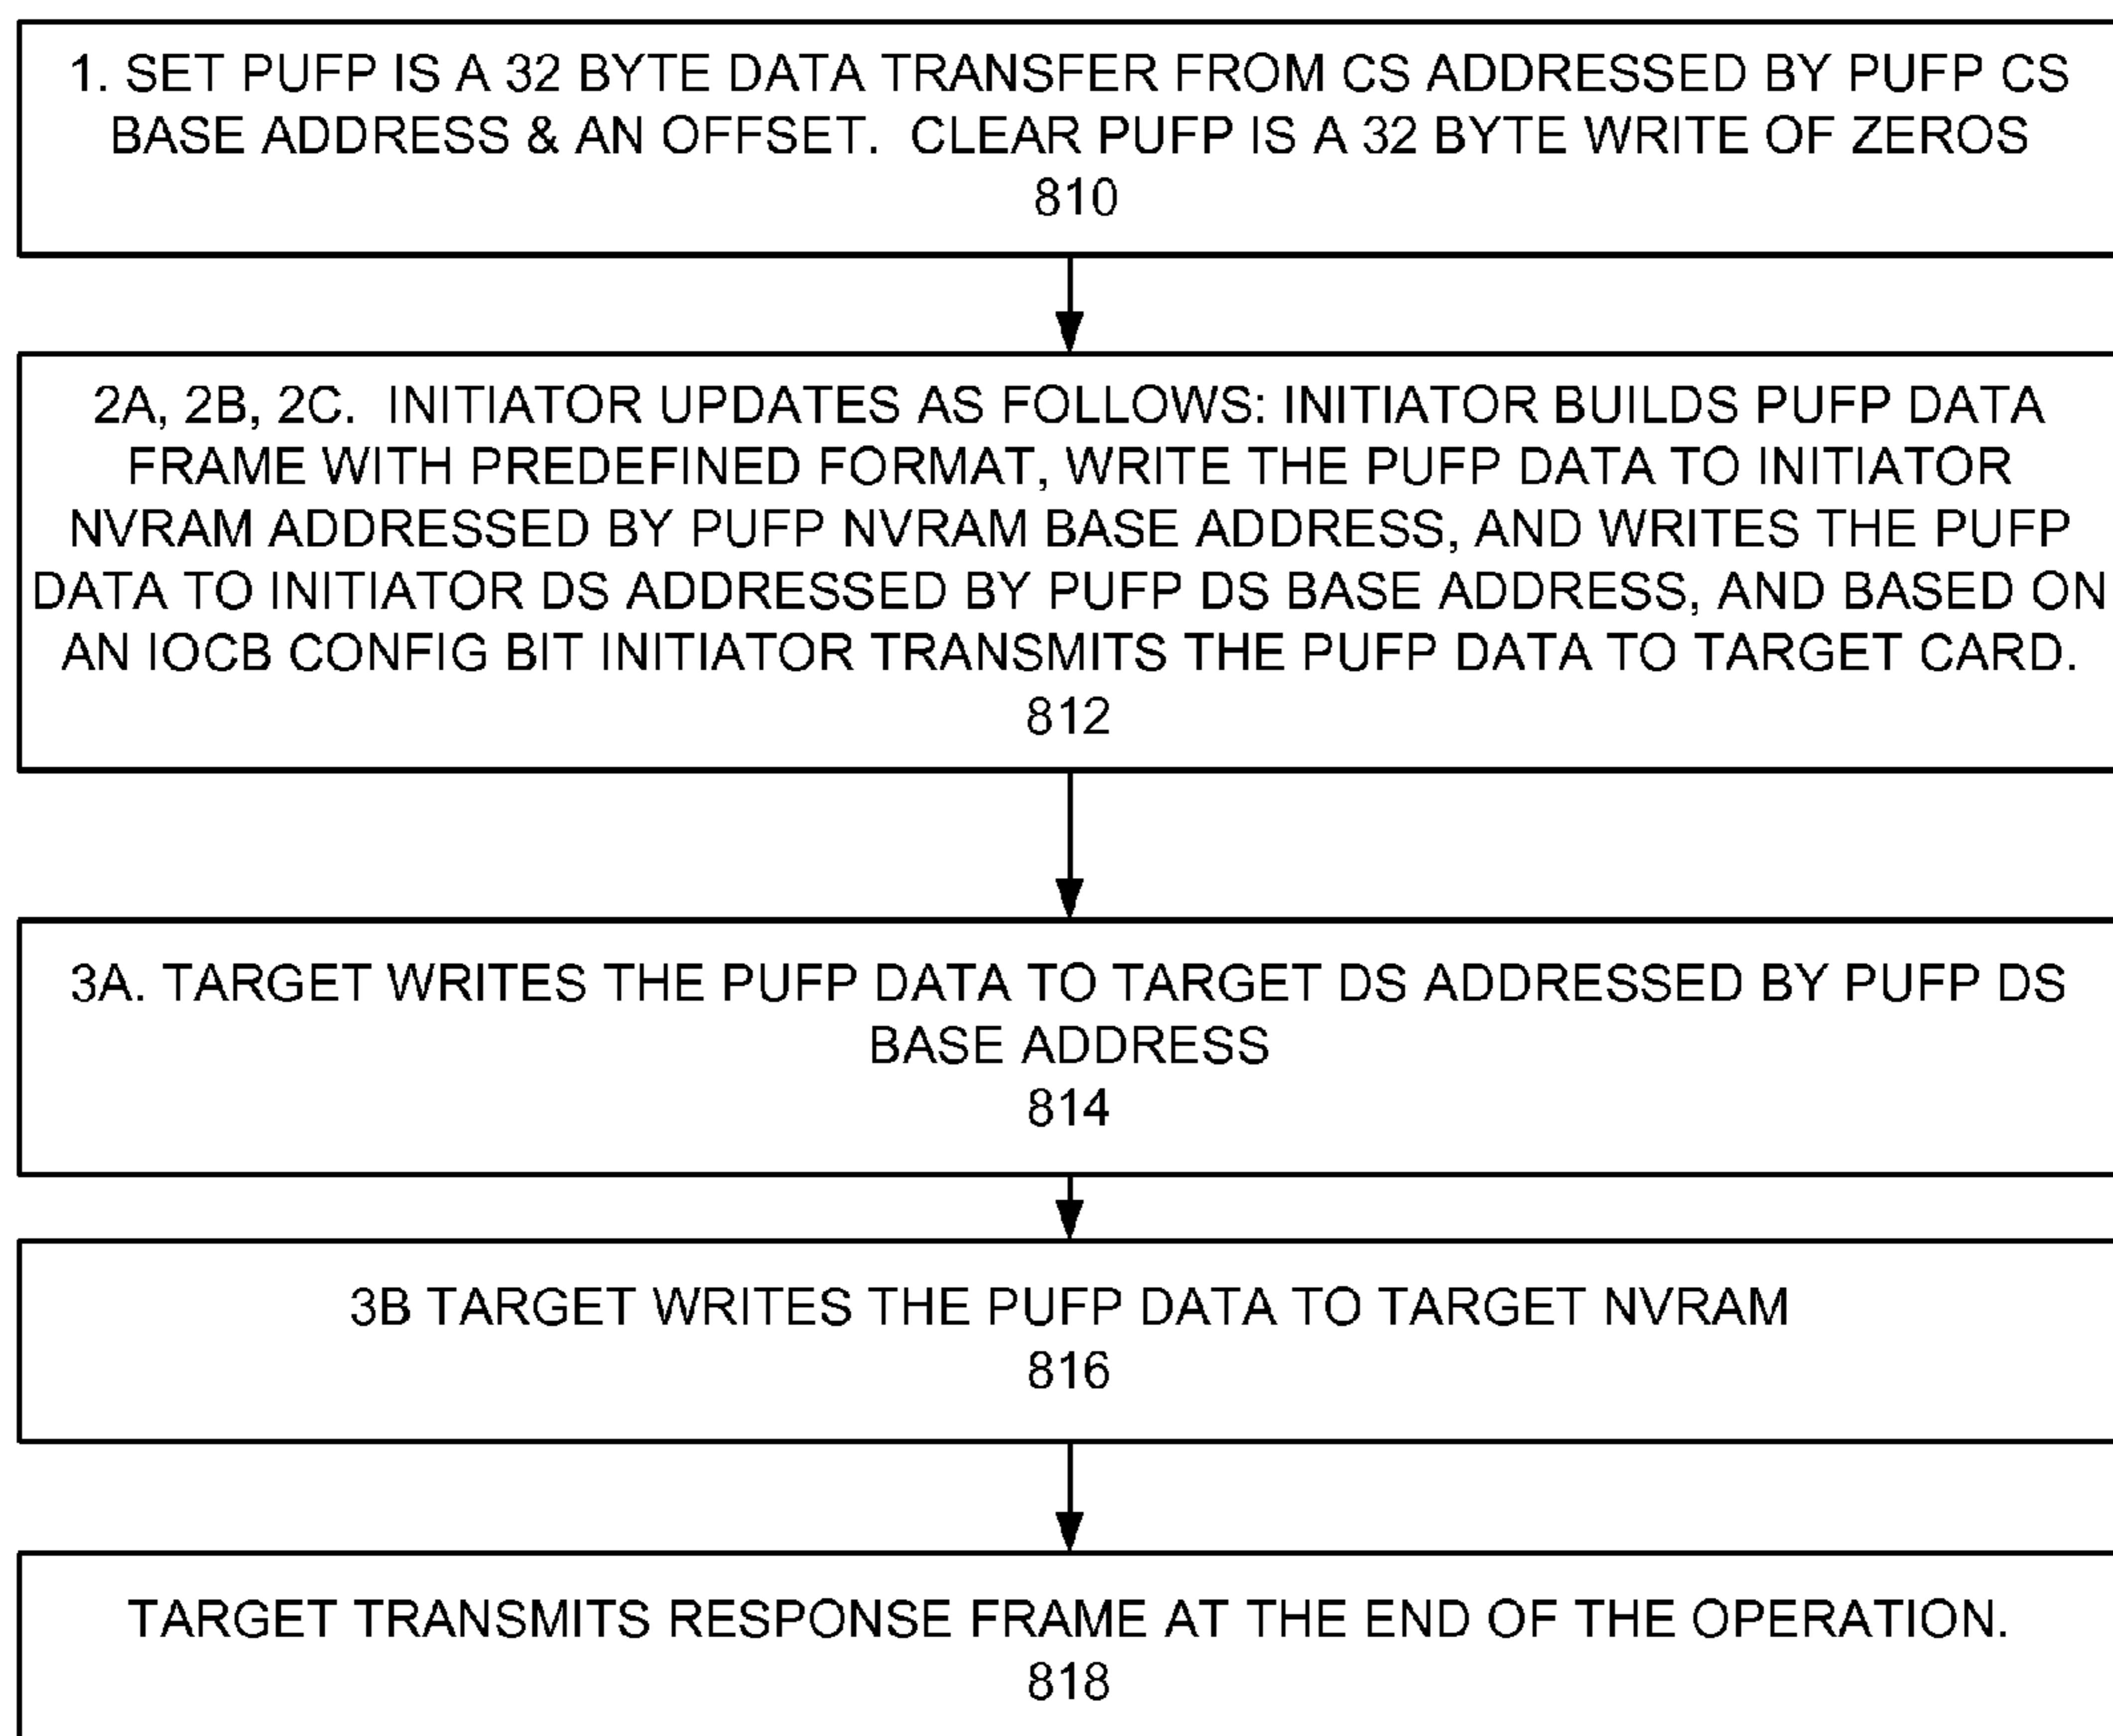 1. SET PUFP IS A 32 BYTE DATA TRANSFER FROM CS ADDRESSED BY PUFP CS
BASE ADDRESS & AN OFFSET.  CLEAR PUFP IS A 32 BYTE WRITE OF ZEROS
810
2A, 2B, 2C.  INITIATOR UPDATES AS FOLLOWS: INITIATOR BUILDS PUFP DATA
FRAME WITH PREDEFINED FORMAT, WRITE THE PUFP DATA TO INITIATOR
NVRAM ADDRESSED BY PUFP NVRAM BASE ADDRESS, AND WRITES THE PUFP
DATA TO INITIATOR DS ADDRESSED BY PUFP DS BASE ADDRESS, AND BASED ON
AN IOCB CONFIG BIT INITIATOR TRANSMITS THE PUFP DATA TO TARGET CARD.
812
3A. TARGET WRITES THE PUFP DATA TO TARGET DS ADDRESSED BY PUFP DS
BASE ADDRESS
814
3B TARGET WRITES THE PUFP DATA TO TARGET NVRAM
816
TARGET TRANSMITS RESPONSE FRAME AT THE END OF THE OPERATION.
818